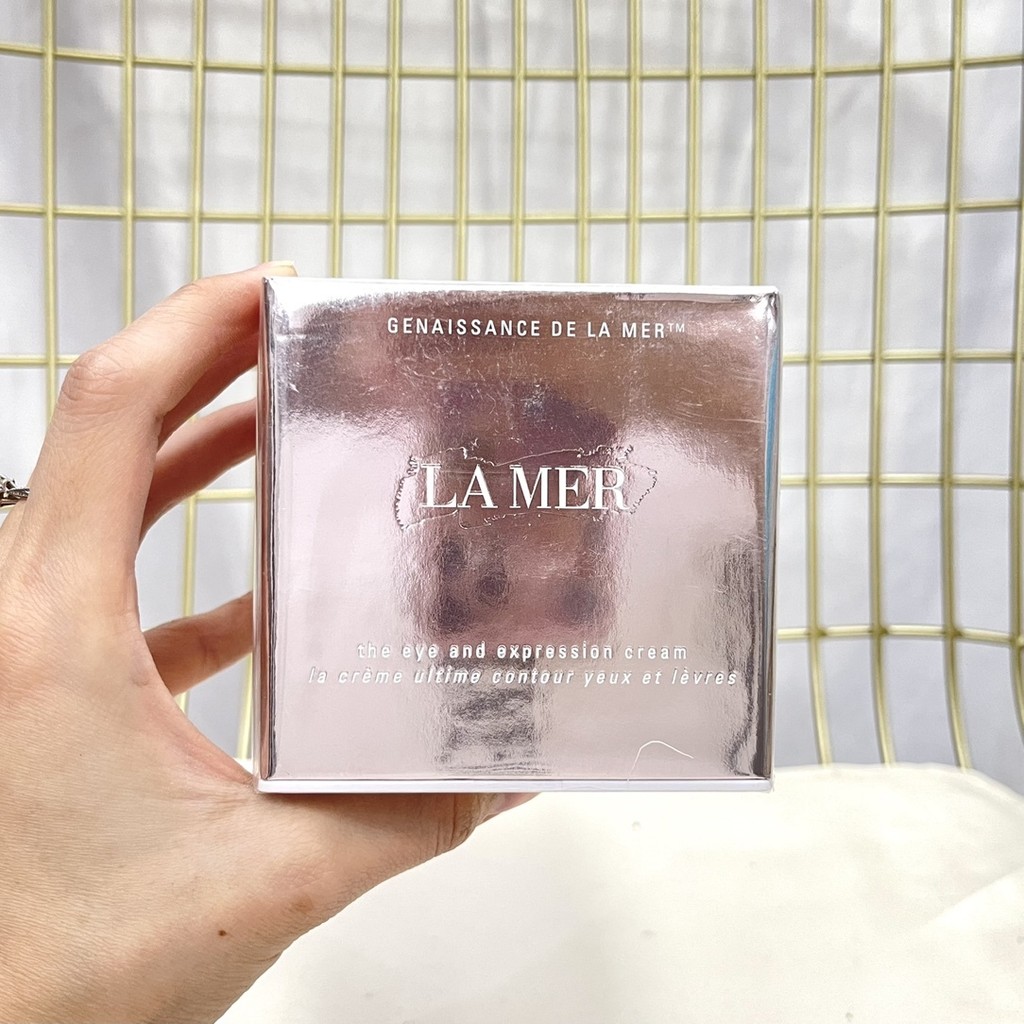 GENAISSANCE DE LA MER™
LA MER
the eye and expression cream
la crème ultime contour yeux et lèvres